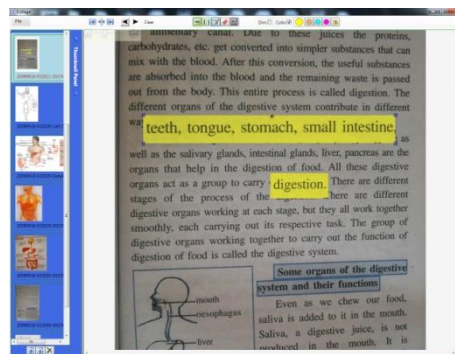 File
Clear
Thumbnail Panel
alimentary canal. Due to these juices the proteins,
carbohydrates, etc. get converted into simpler substances that can
mix with the blood. After this conversion, the useful substances
are absorbed into the blood and the remaining waste is passed
out from the body. This entire process is called digestion. The
different organs of the digestive system contribute in different
teeth, tongue, stomach, small intestine,
as
well as the salivary glands, intestinal glands, liver, pancreas are the
organs that help in the digestion of food. All these digestive
organs act as a group to carry digestion. There are different
stages of the process of the There are different
digestive organs working at each stage, but they all work together
smoothly, each carrying out its respective task. The group of
digestive organs working together to carry out the function of
digestion of food is called the digestive system.
Some organs of the digestive
system and their functions
Even as we chew our food,
saliva is added to it in the mouth.
Saliva, a digestive juice, is
produced in the mouth. It is
mouth
oesophagus
liver